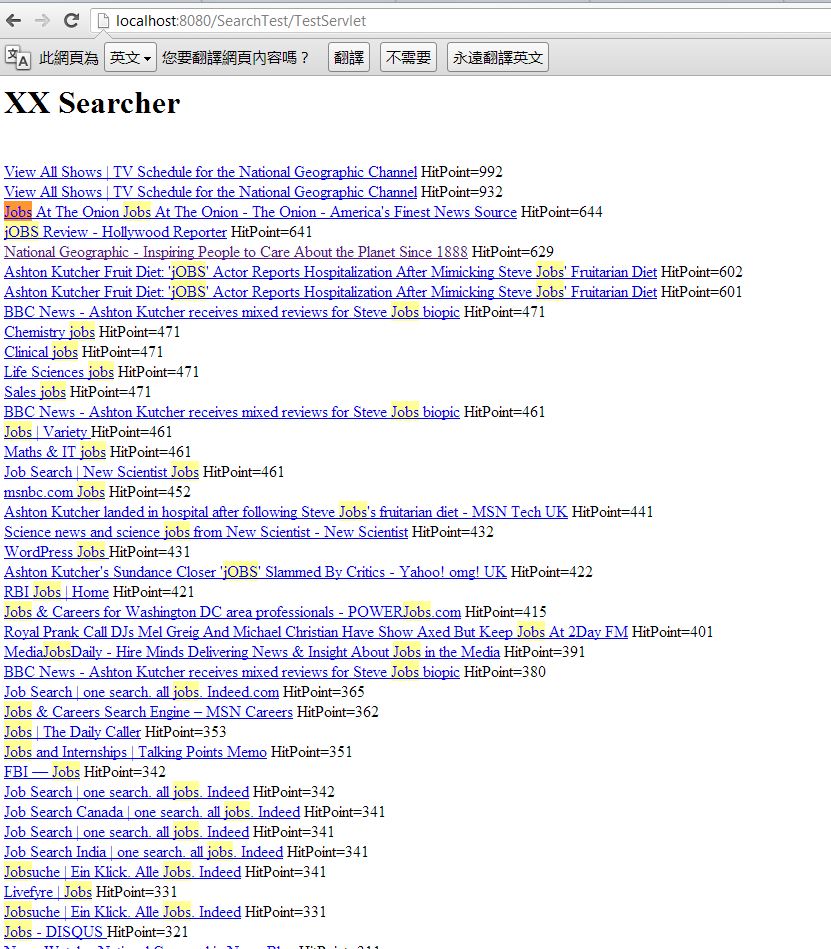 localhost:8080/SearchTest/TestServlet
此網頁為 英文 您要翻譯網頁內容嗎？ 翻譯 不需要 永遠翻譯英文
XX Searcher
View All Shows | TV Schedule for the National Geographic Channel HitPoint=992
View All Shows | TV Schedule for the National Geographic Channel HitPoint=932
Jobs At The Onion Jobs At The Onion - The Onion - America's Finest News Source HitPoint=644
jOBS Review - Hollywood Reporter HitPoint=641
National Geographic - Inspiring People to Care About the Planet Since 1888 HitPoint=629
Ashton Kutcher Fruit Diet: 'jOBS' Actor Reports Hospitalization After Mimicking Steve Jobs' Fruitarian Diet HitPoint=602
Ashton Kutcher Fruit Diet: 'jOBS' Actor Reports Hospitalization After Mimicking Steve Jobs' Fruitarian Diet HitPoint=601
BBC News - Ashton Kutcher receives mixed reviews for Steve Jobs biopic HitPoint=471
Chemistry jobs HitPoint=471
Clinical jobs HitPoint=471
Life Sciences jobs HitPoint=471
Sales jobs HitPoint=471
BBC News - Ashton Kutcher receives mixed reviews for Steve Jobs biopic HitPoint=461
Jobs | Variety HitPoint=461
Maths & IT jobs HitPoint=461
Job Search | New Scientist Jobs HitPoint=461
msnbc.com Jobs HitPoint=452
Ashton Kutcher landed in hospital after following Steve Jobs's fruitarian diet - MSN Tech UK HitPoint=441
Science news and science jobs from New Scientist - New Scientist HitPoint=432
WordPress Jobs HitPoint=431
Ashton Kutcher's Sundance Closer 'jOBS' Slammed By Critics - Yahoo! omg! UK HitPoint=422
RBI Jobs | Home HitPoint=421
Jobs & Careers for Washington DC area professionals - POWERJobs.com HitPoint=415
Royal Prank Call DJs Mel Greig And Michael Christian Have Show Axed But Keep Jobs At 2Day FM HitPoint=401
MediaJobsDaily - Hire Minds Delivering News & Insight About Jobs in the Media HitPoint=391
BBC News - Ashton Kutcher receives mixed reviews for Steve Jobs biopic HitPoint=380
Job Search | one search. all jobs. Indeed.com HitPoint=365
Jobs & Careers Search Engine – MSN Careers HitPoint=362
Jobs | The Daily Caller HitPoint=353
Jobs and Internships | Talking Points Memo HitPoint=351
FBI — Jobs HitPoint=342
Job Search | one search. all jobs. Indeed HitPoint=342
Job Search Canada | one search. all jobs. Indeed HitPoint=341
Job Search | one search. all jobs. Indeed HitPoint=341
Job Search India | one search. all jobs. Indeed HitPoint=341
Jobsuche | Ein Klick. Alle Jobs. Indeed HitPoint=341
Livefyre | Jobs HitPoint=331
Jobsuche | Ein Klick. Alle Jobs. Indeed HitPoint=331
Jobs - DISQUS HitPoint=321